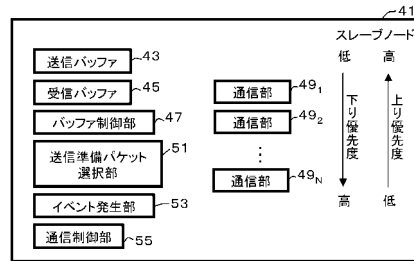 41
スレーブノード
送信バッファ 43
受信バッファ 45
バッファ制御部 47
送信準備パケット
選択部
51
イベント発生部 53
通信制御部 55
通信部 49₁
通信部 49₂
⋮
通信部 49N
低
下り優先度
高
高
上り優先度
低